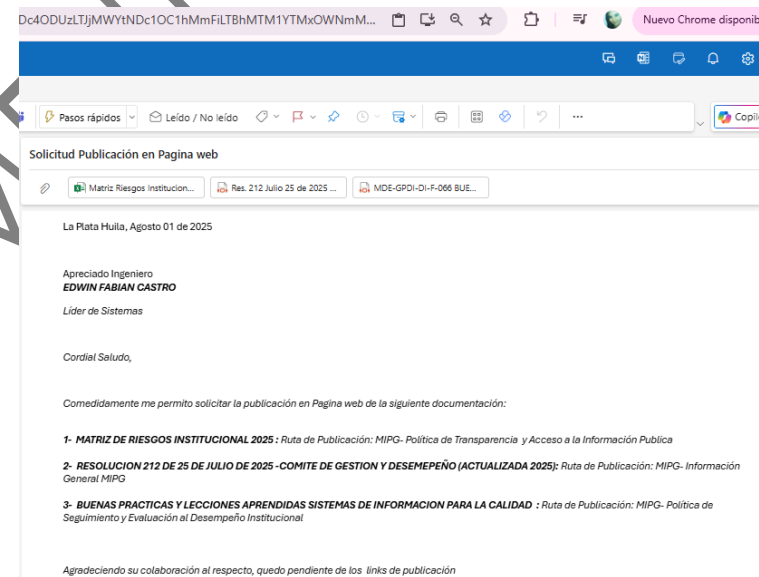 Dc4ODUzLTJjMWYtNDc1OC1hMmFiLTBhMTM1YTMxOWNmM...
Nuevo Chrome disponib
Pasos rápidos
Leído / No leído
Copil
Solicitud Publicación en Pagina web
Matriz Riesgos Institucion...
Res. 212 Julio 25 de 2025 ...
MDE-GPDI-DI-F-066 BUE...
La Plata Huila, Agosto 01 de 2025
Apreciado Ingeniero
EDWIN FABIAN CASTRO
Líder de Sistemas
Cordial Saludo,
Comedidamente me permito solicitar la publicación en Pagina web de la siguiente documentación:
1- MATRIZ DE RIESGOS INSTITUCIONAL 2025 : Ruta de Publicación: MIPG- Política de Transparencia y Acceso a la Información Publica
2- RESOLUCION 212 DE 25 DE JULIO DE 2025 -COMITE DE GESTION Y DESEMEPEÑO (ACTUALIZADA 2025): Ruta de Publicación: MIPG- Información
General MIPG
3- BUENAS PRACTICAS Y LECCIONES APRENDIDAS SISTEMAS DE INFORMACION PARA LA CALIDAD : Ruta de Publicación: MIPG- Política de
Seguimiento y Evaluación al Desempeño Institucional
Agradeciendo su colaboración al respecto, quedo pendiente de los links de publicación